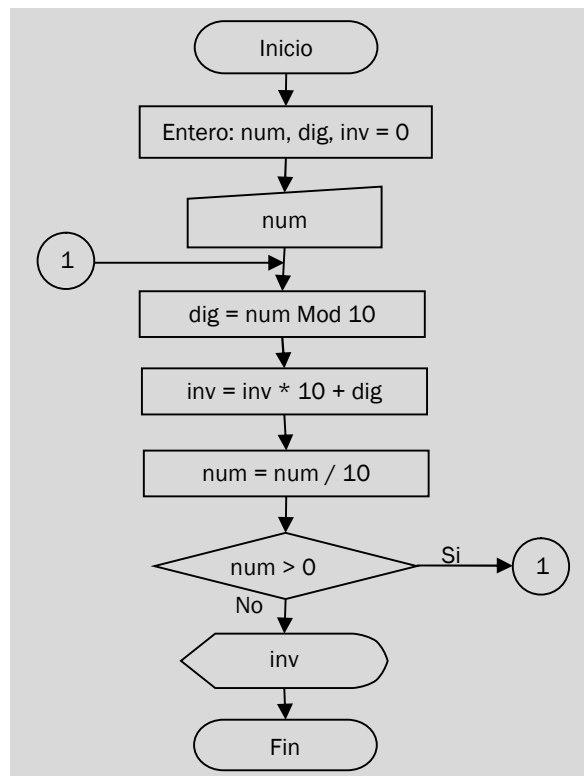 Inicio
Entero: num, dig, inv = 0
num
1
dig = num Mod 10
inv = inv * 10 + dig
num = num / 10
num > 0
Si
1
No
inv
Fin